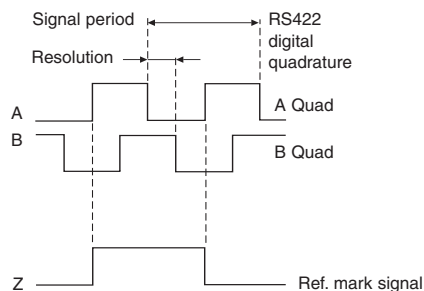 Signal period
RS422
digital
quadrature
Resolution
A
A Quad
B
B Quad
Z
Ref. mark signal